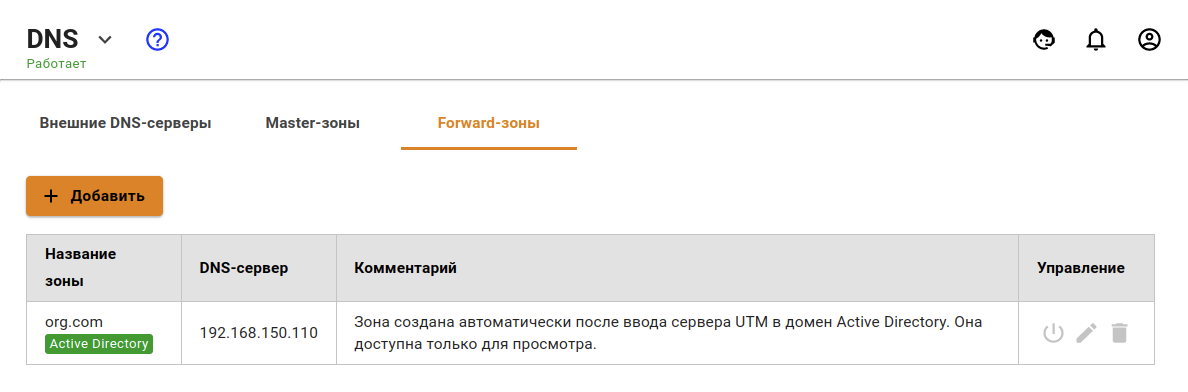 DNS
Работает
Внешние DNS-серверы
Master-зоны
Forward-зоны
Добавить
Название
зоны
DNS-сервер
Комментарий
Управление
org.com
Active Directory
192.168.150.110
Зона создана автоматически после ввода сервера UTM в домен Active Directory. Она
доступна только для просмотра.